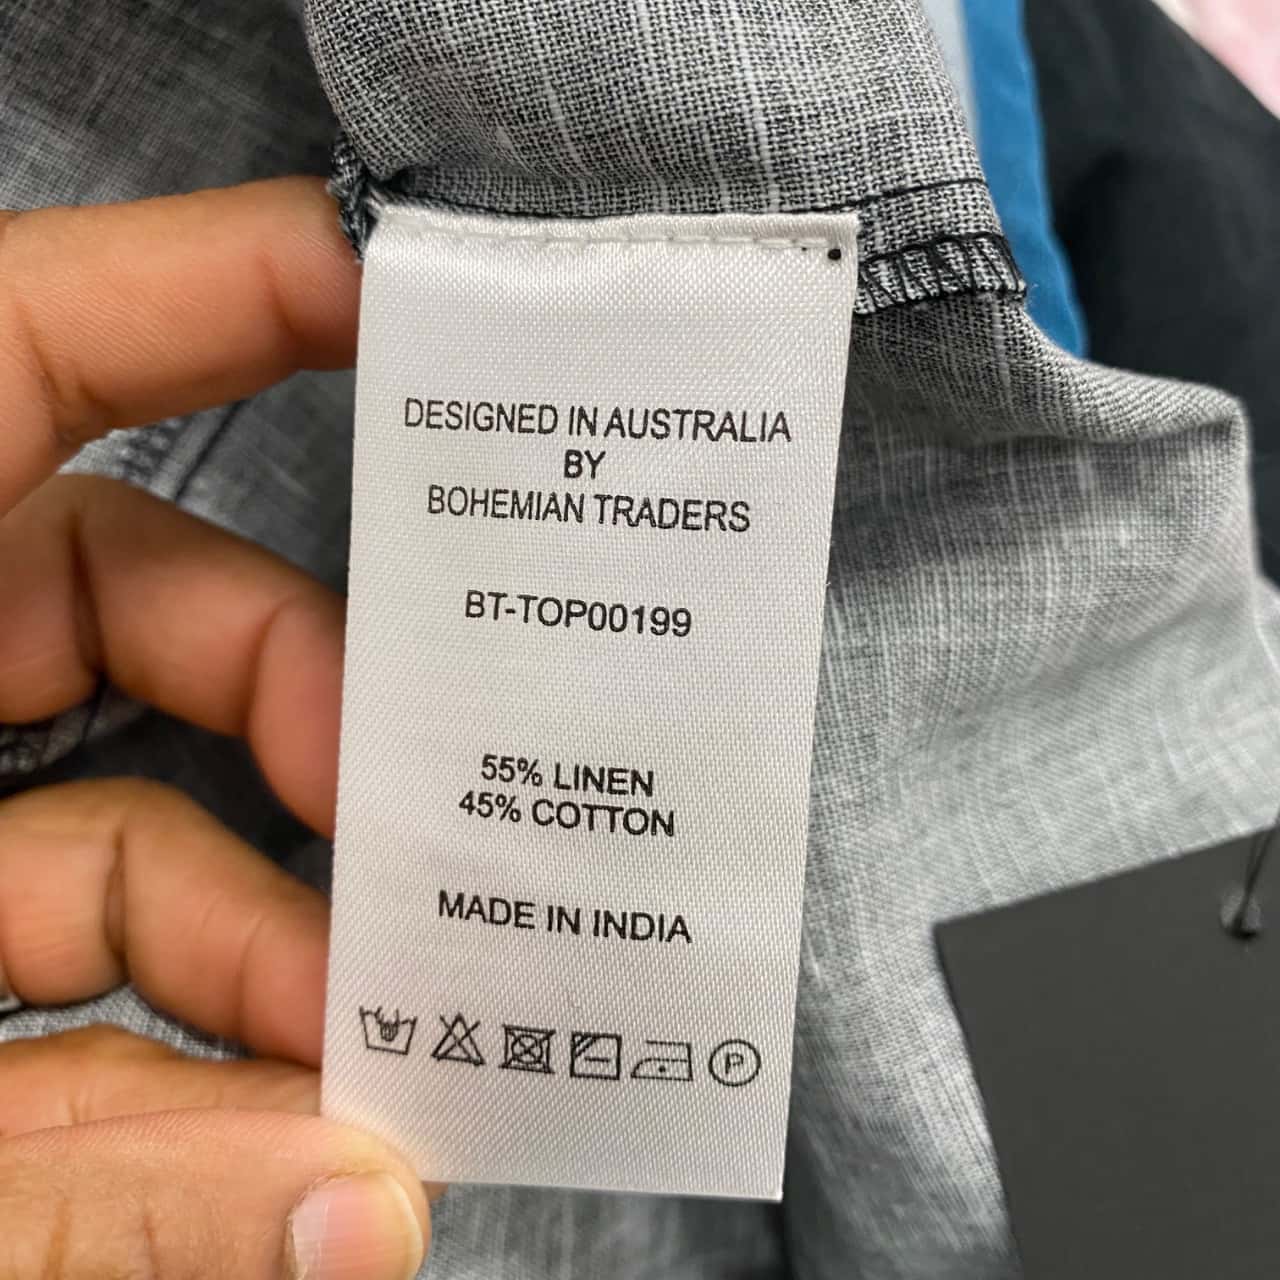 DESIGNED IN AUSTRALIA
BY
BOHEMIAN TRADERS
BT-TOP00199
55% LINEN
45% COTTON
MADE IN INDIA
P